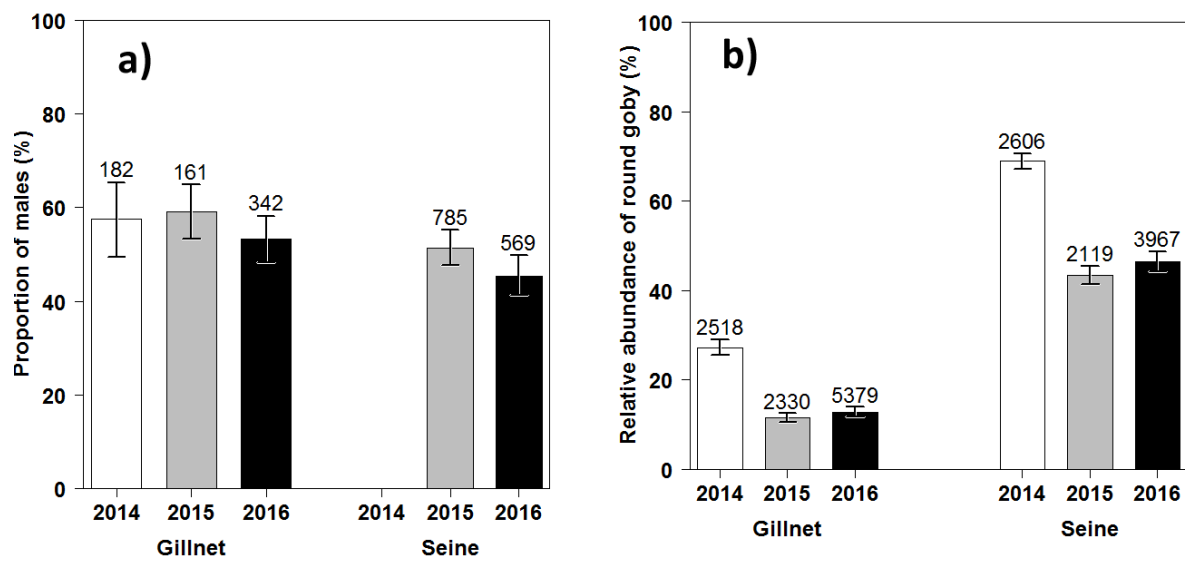 a)
Proportion of males (%)
100
80
60
40
20
0
182
161
342
785
569
2014 2015 2016 2014 2015 2016
Gillnet Seine
b)
Relative abundance of round goby (%)
100
80
60
40
20
0
2518
2330
5379
2606
2119
3967
2014 2015 2016 2014 2015 2016
Gillnet Seine